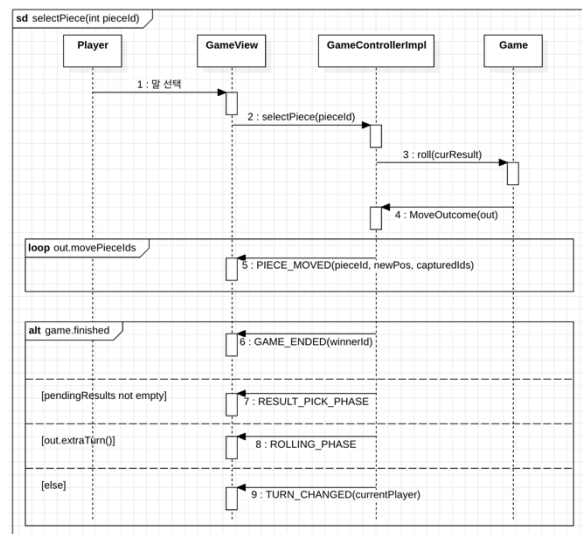 sd selectPiece(int pieceId)
Player
GameView
GameControllerImpl
Game
1 : 말 선택
2 : selectPiece(pieceId)
3 : roll(curResult)
4 : MoveOutcome(out)
loop out.movePieceIds
5 : PIECE_MOVED(pieceId, newPos, capturedIds)
alt game.finished
6 : GAME_ENDED(winnerId)
[pendingResults not empty]
7 : RESULT_PICK_PHASE
[out.extraTurn()]
8 : ROLLING_PHASE
[else]
9 : TURN_CHANGED(currentPlayer)